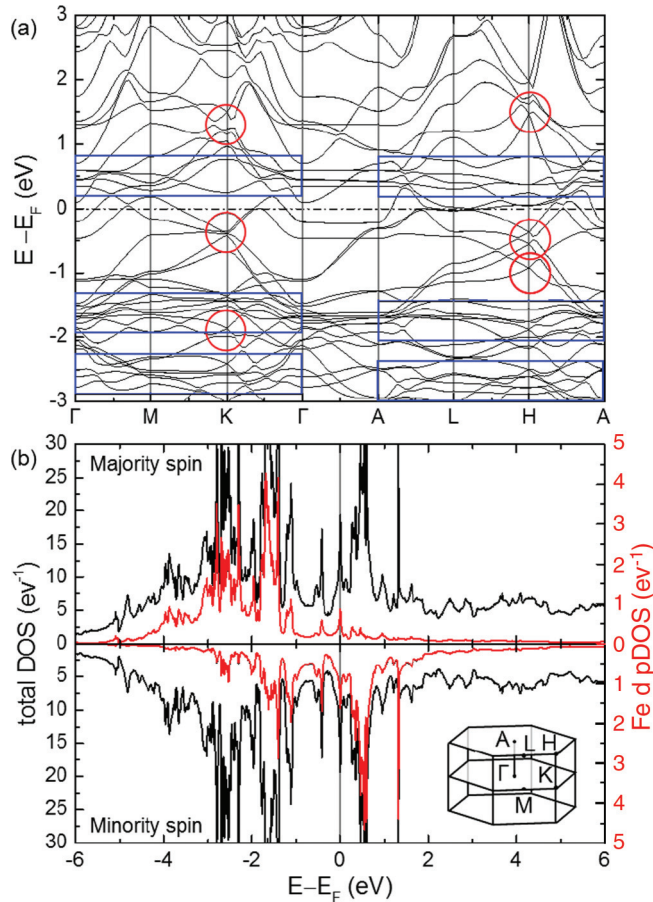 (a)
E – E_F (eV)
3
2
1
0
-1
-2
-3
Γ M K Γ A L H A
(b)
Majority spin
Minority spin
total DOS (ev⁻¹)
30
25
20
15
10
5
5
10
15
20
25
30
Fe d pDOS (ev⁻¹)
5
4
3
2
1
0
1
2
3
4
5
A L H
Γ K
M
-6 -4 -2 0 2 4 6
E–E_F (eV)